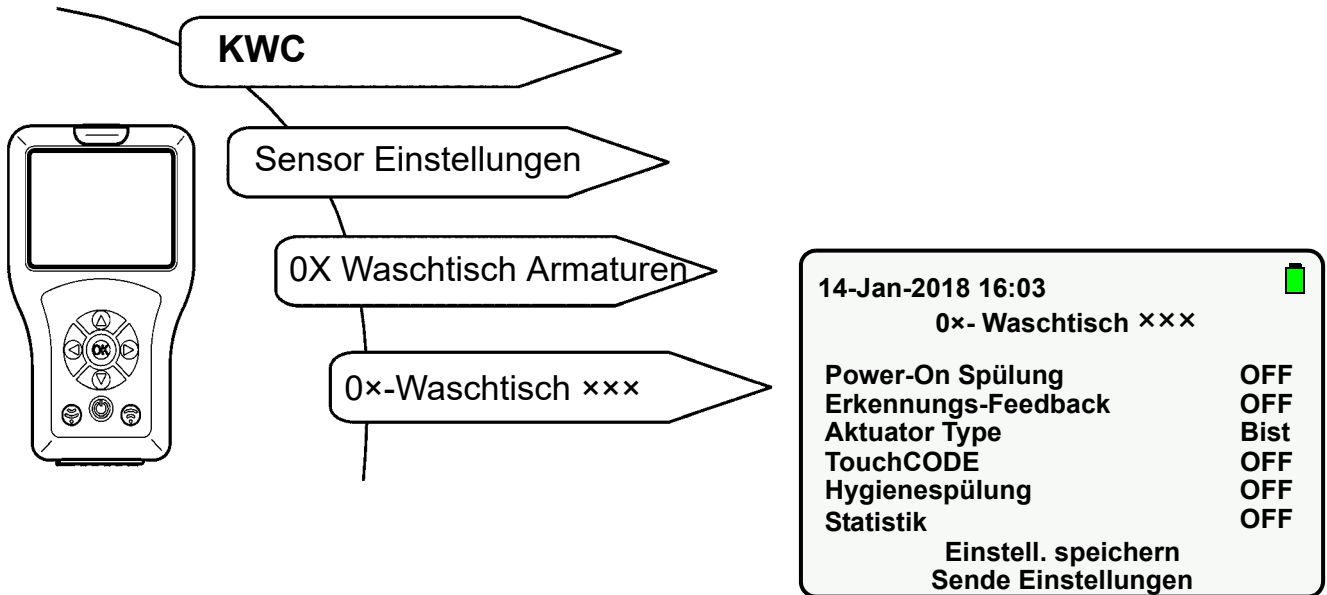 KWC
Sensor Einstellungen
0X Waschtisch Armaturen
0×-Waschtisch ×××
OK
14-Jan-2018 16:03
0×- Waschtisch ×××
Power-On Spülung OFF
Erkennungs-Feedback OFF
Aktuator Type Bist
TouchCODE OFF
Hygienespülung OFF
Statistik OFF
Einstell. speichern
Sende Einstellungen